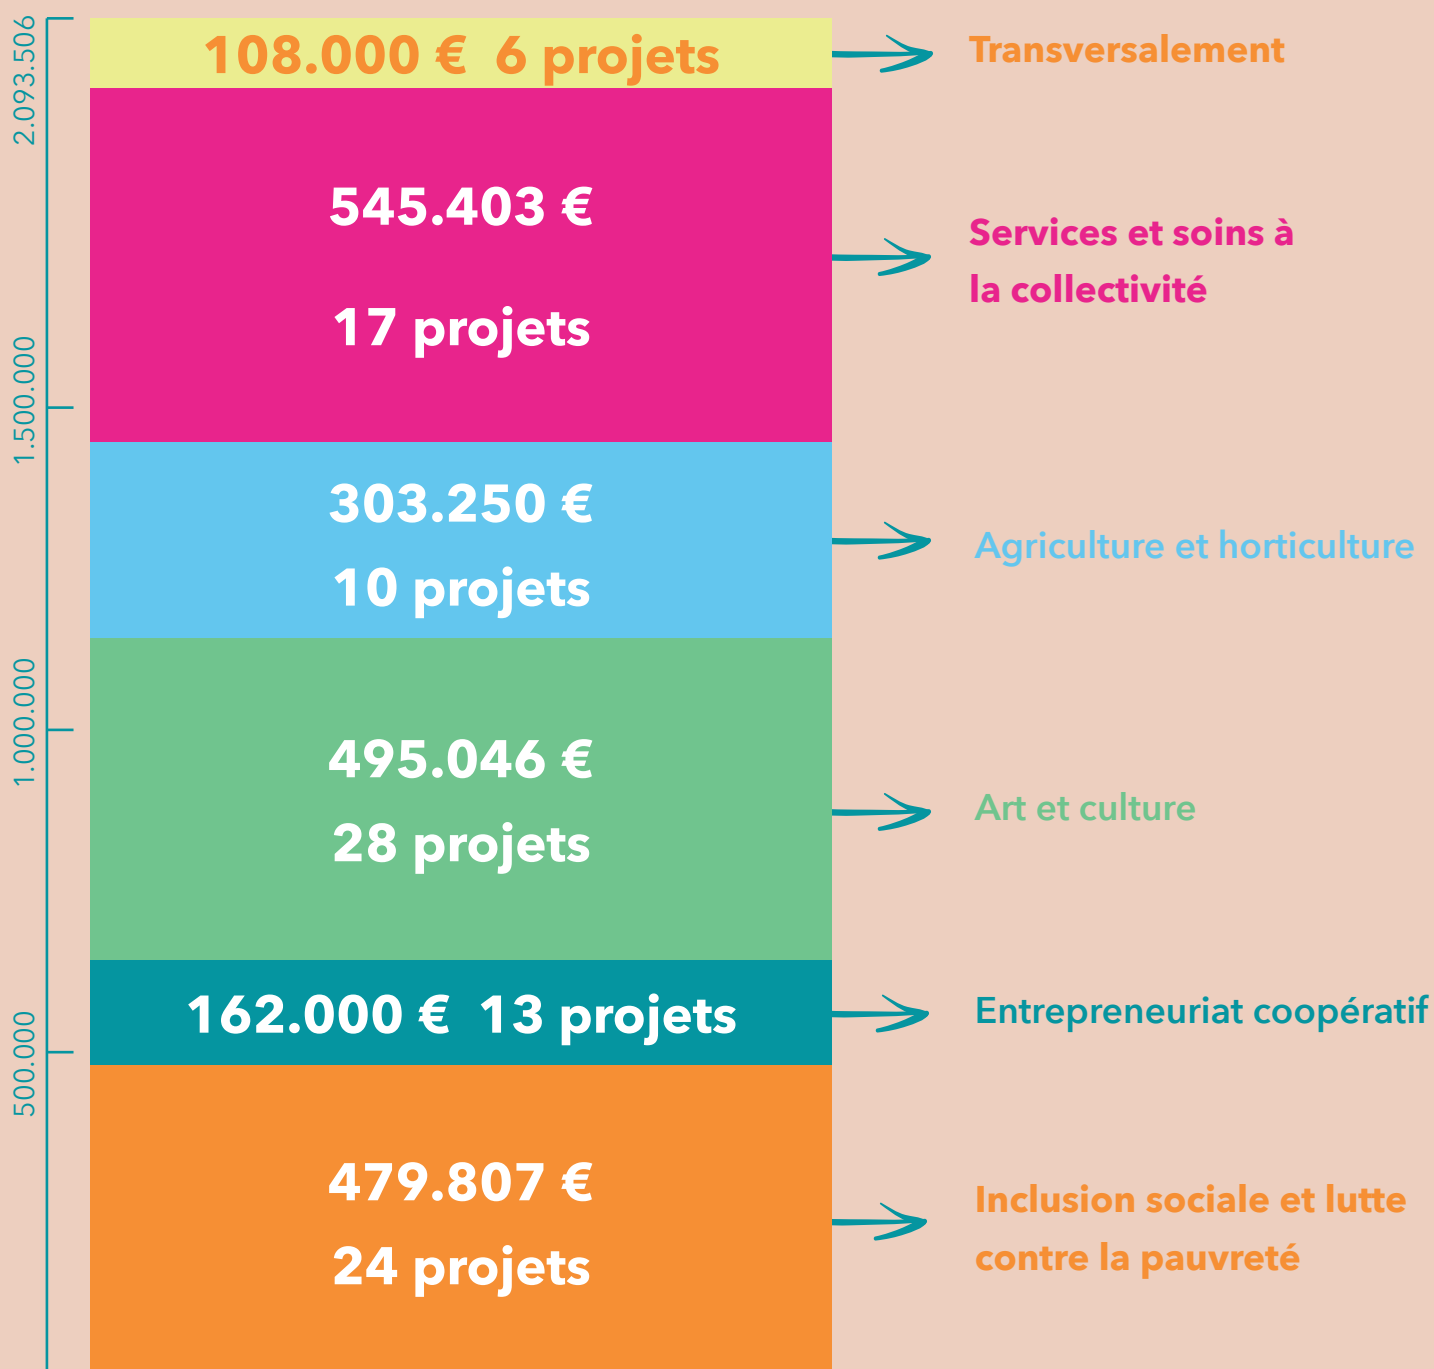 2.093.506
108.000 € 6 projets
Transversalement
545.403 €
17 projets
Services et soins à
la collectivité
1.500.000
303.250 €
10 projets
Agriculture et horticulture
1.000.000
495.046 €
28 projets
Art et culture
500.000
162.000 € 13 projets
Entrepreneuriat coopératif
479.807 €
24 projets
Inclusion sociale et lutte
contre la pauvreté